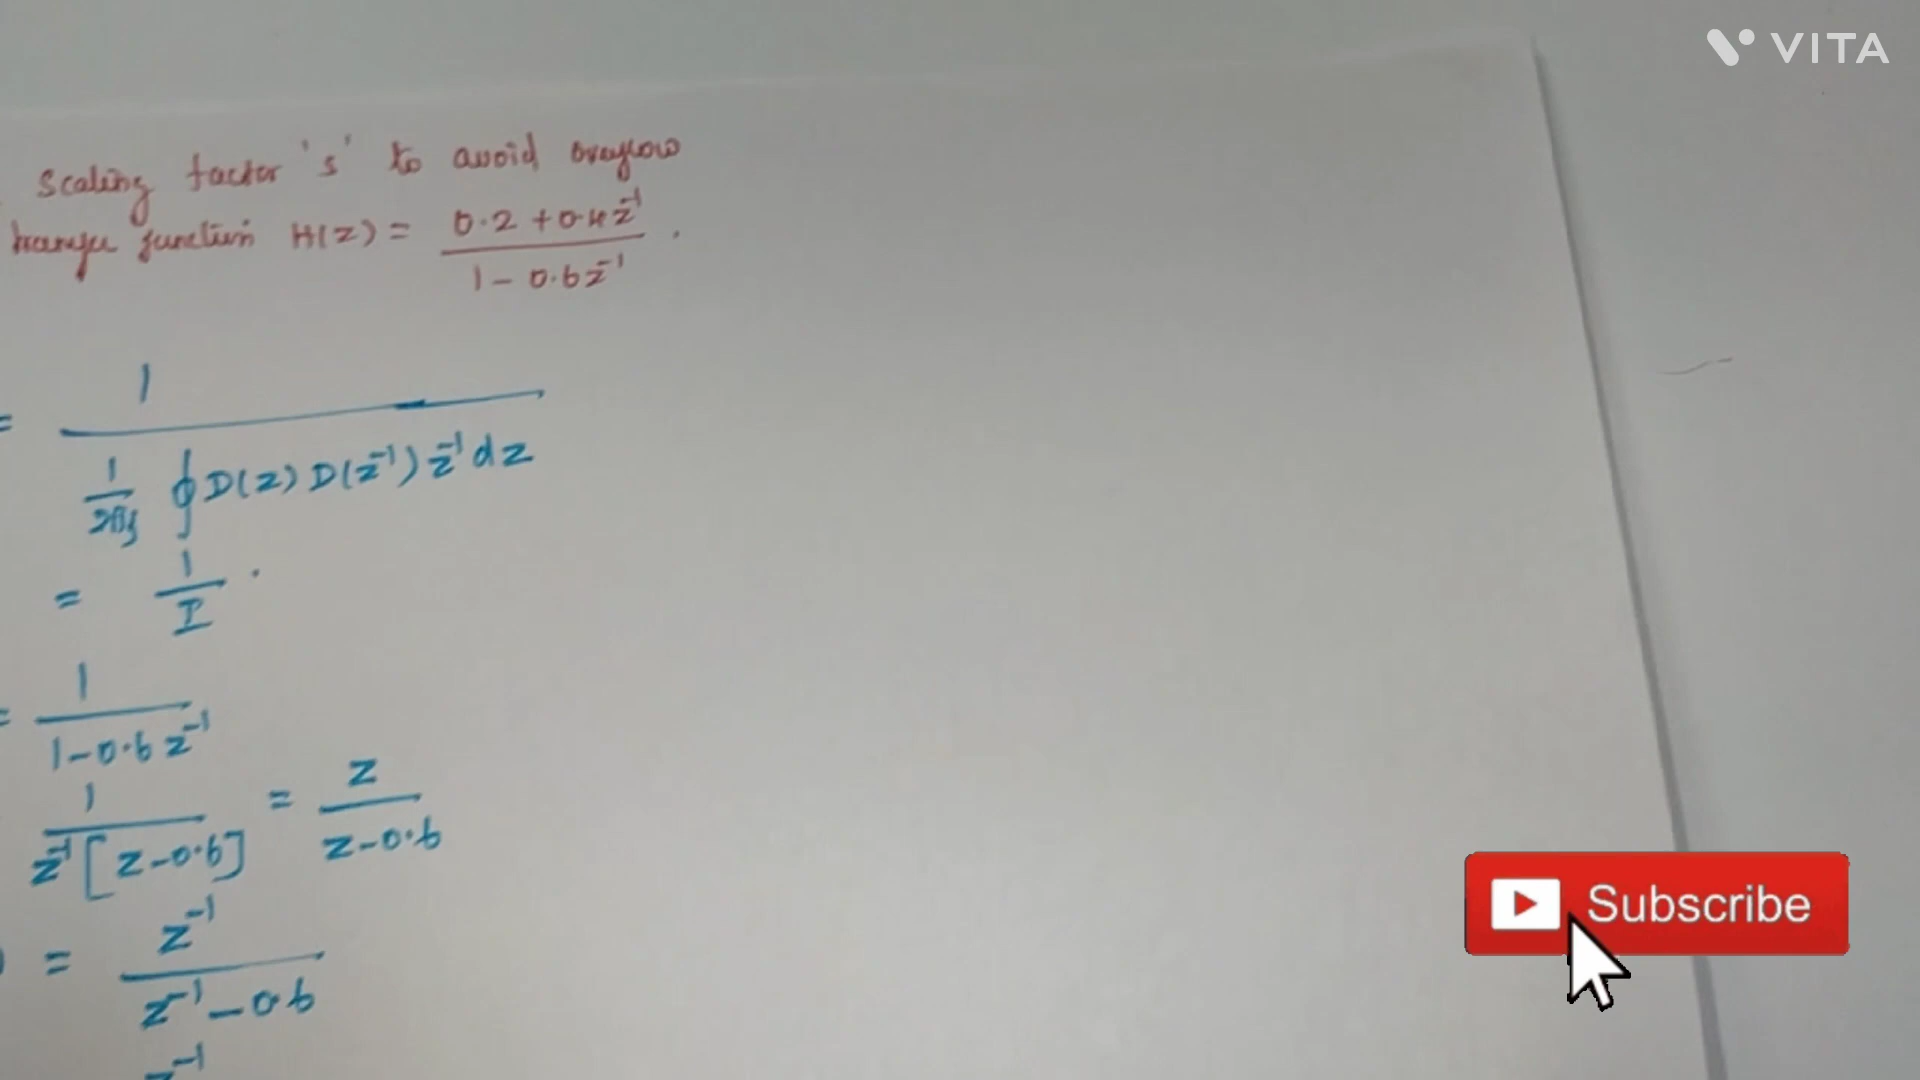 VITA
scaling factor 's' to avoid overflow
transfer function H(z) = 0.2 + 0.4z⁻¹ / 1 - 0.6z⁻¹ .
= 1 / 1/2πj ∮ D(z) D(z⁻¹) z⁻¹ dz
= 1/I .
= 1 / 1 - 0.6 z⁻¹
1 / z⁻¹ [z - 0.6] = z / z - 0.6
) = z⁻¹ / z⁻¹ - 0.6
z⁻¹
Subscribe